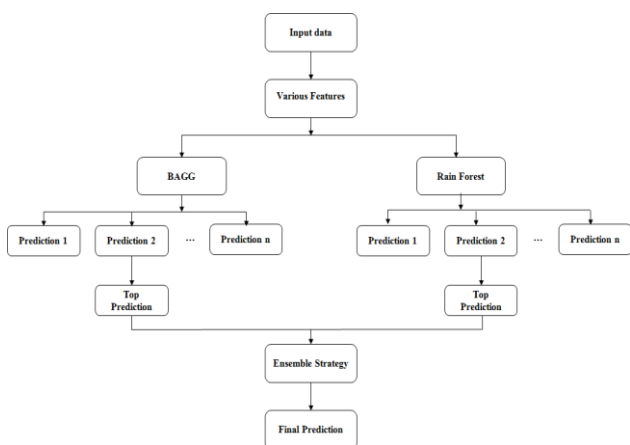 Input data
Various Features
BAGG
Rain Forest
Prediction 1
Prediction 2
...
Prediction n
Prediction 1
Prediction 2
...
Prediction n
Top
Prediction
Top
Prediction
Ensemble Strategy
Final Prediction